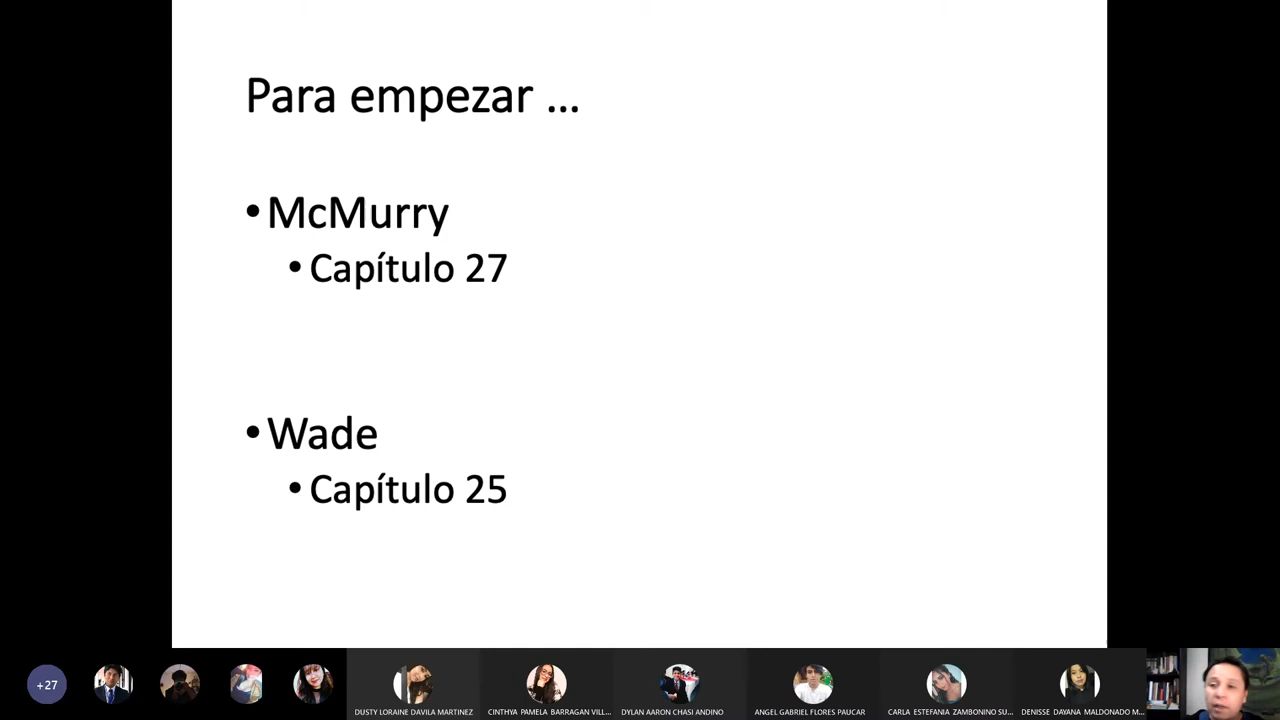 Para empezar ...
•McMurry
•Capítulo 27
•Wade
•Capítulo 25
+27
DUSTY LORAINE DAVILA MARTINEZ
CINTHYA PAMELA BARRAGAN VILL...
DYLAN AARON CHASI ANDINO
ANGEL GABRIEL FLORES PAUCAR
CARLA ESTEFANIA ZAMBONINO SU...
DENISSE DAYANA MALDONADO M...